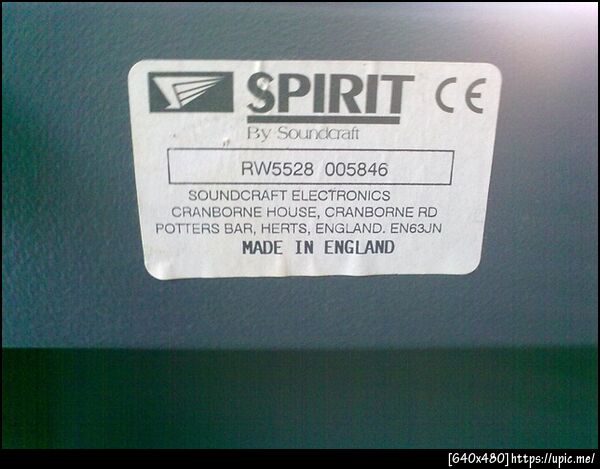 SPIRIT CE
By Soundcraft
RW5528 005846
SOUNDCRAFT ELECTRONICS
CRANBORNE HOUSE, CRANBORNE RD
POTTERS BAR, HERTS, ENGLAND. EN63JN
MADE IN ENGLAND
[640x480]https://upic.me/